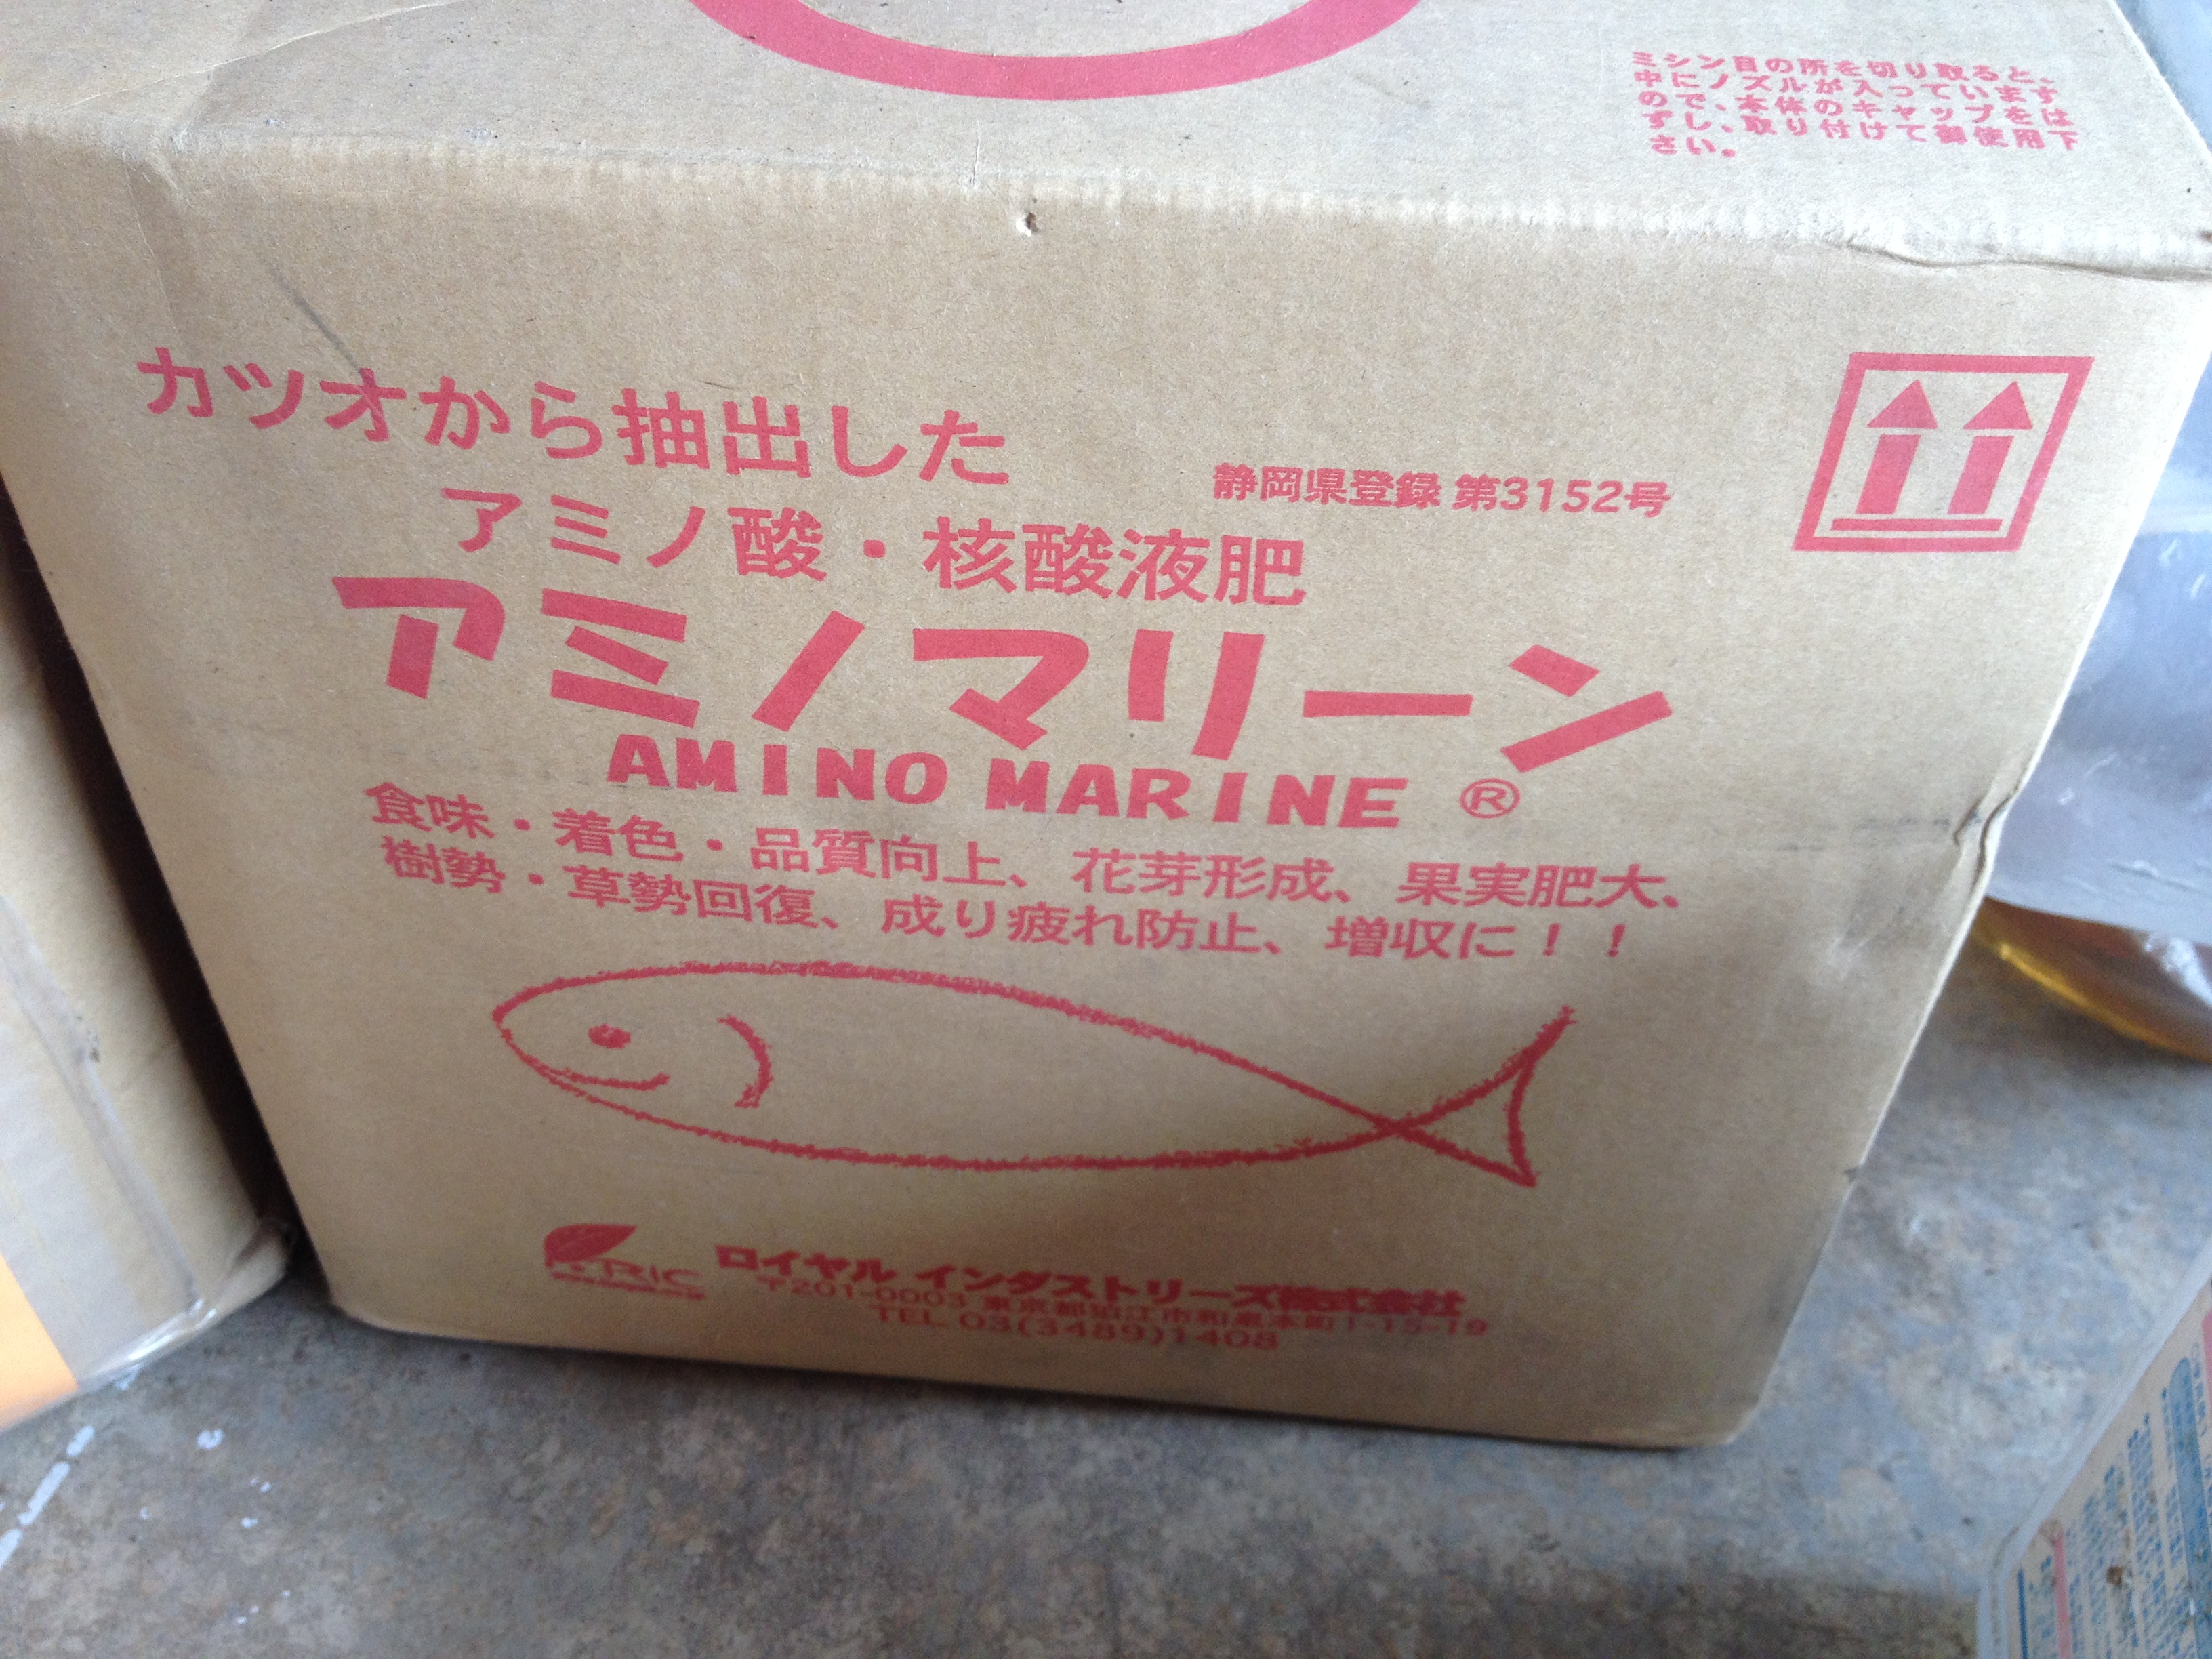 ミシン目の所を切り取ると、
中にノズルが入っています
ので、本体のキャップをは
ずし、取り付けて御使用下
さい。
カツオから抽出した
静岡県登録 第3152号
アミノ酸・核酸液肥
アミノマリーン
AMINO MARINE ®
食味・着色・品質向上、花芽形成、果実肥大、
樹勢・草勢回復、成り疲れ防止、増収に！！
RIC
ロイヤル インダストリーズ株式会社
〒201-0003 東京都狛江市和泉本町1-15-19
TEL 03(3489)1408